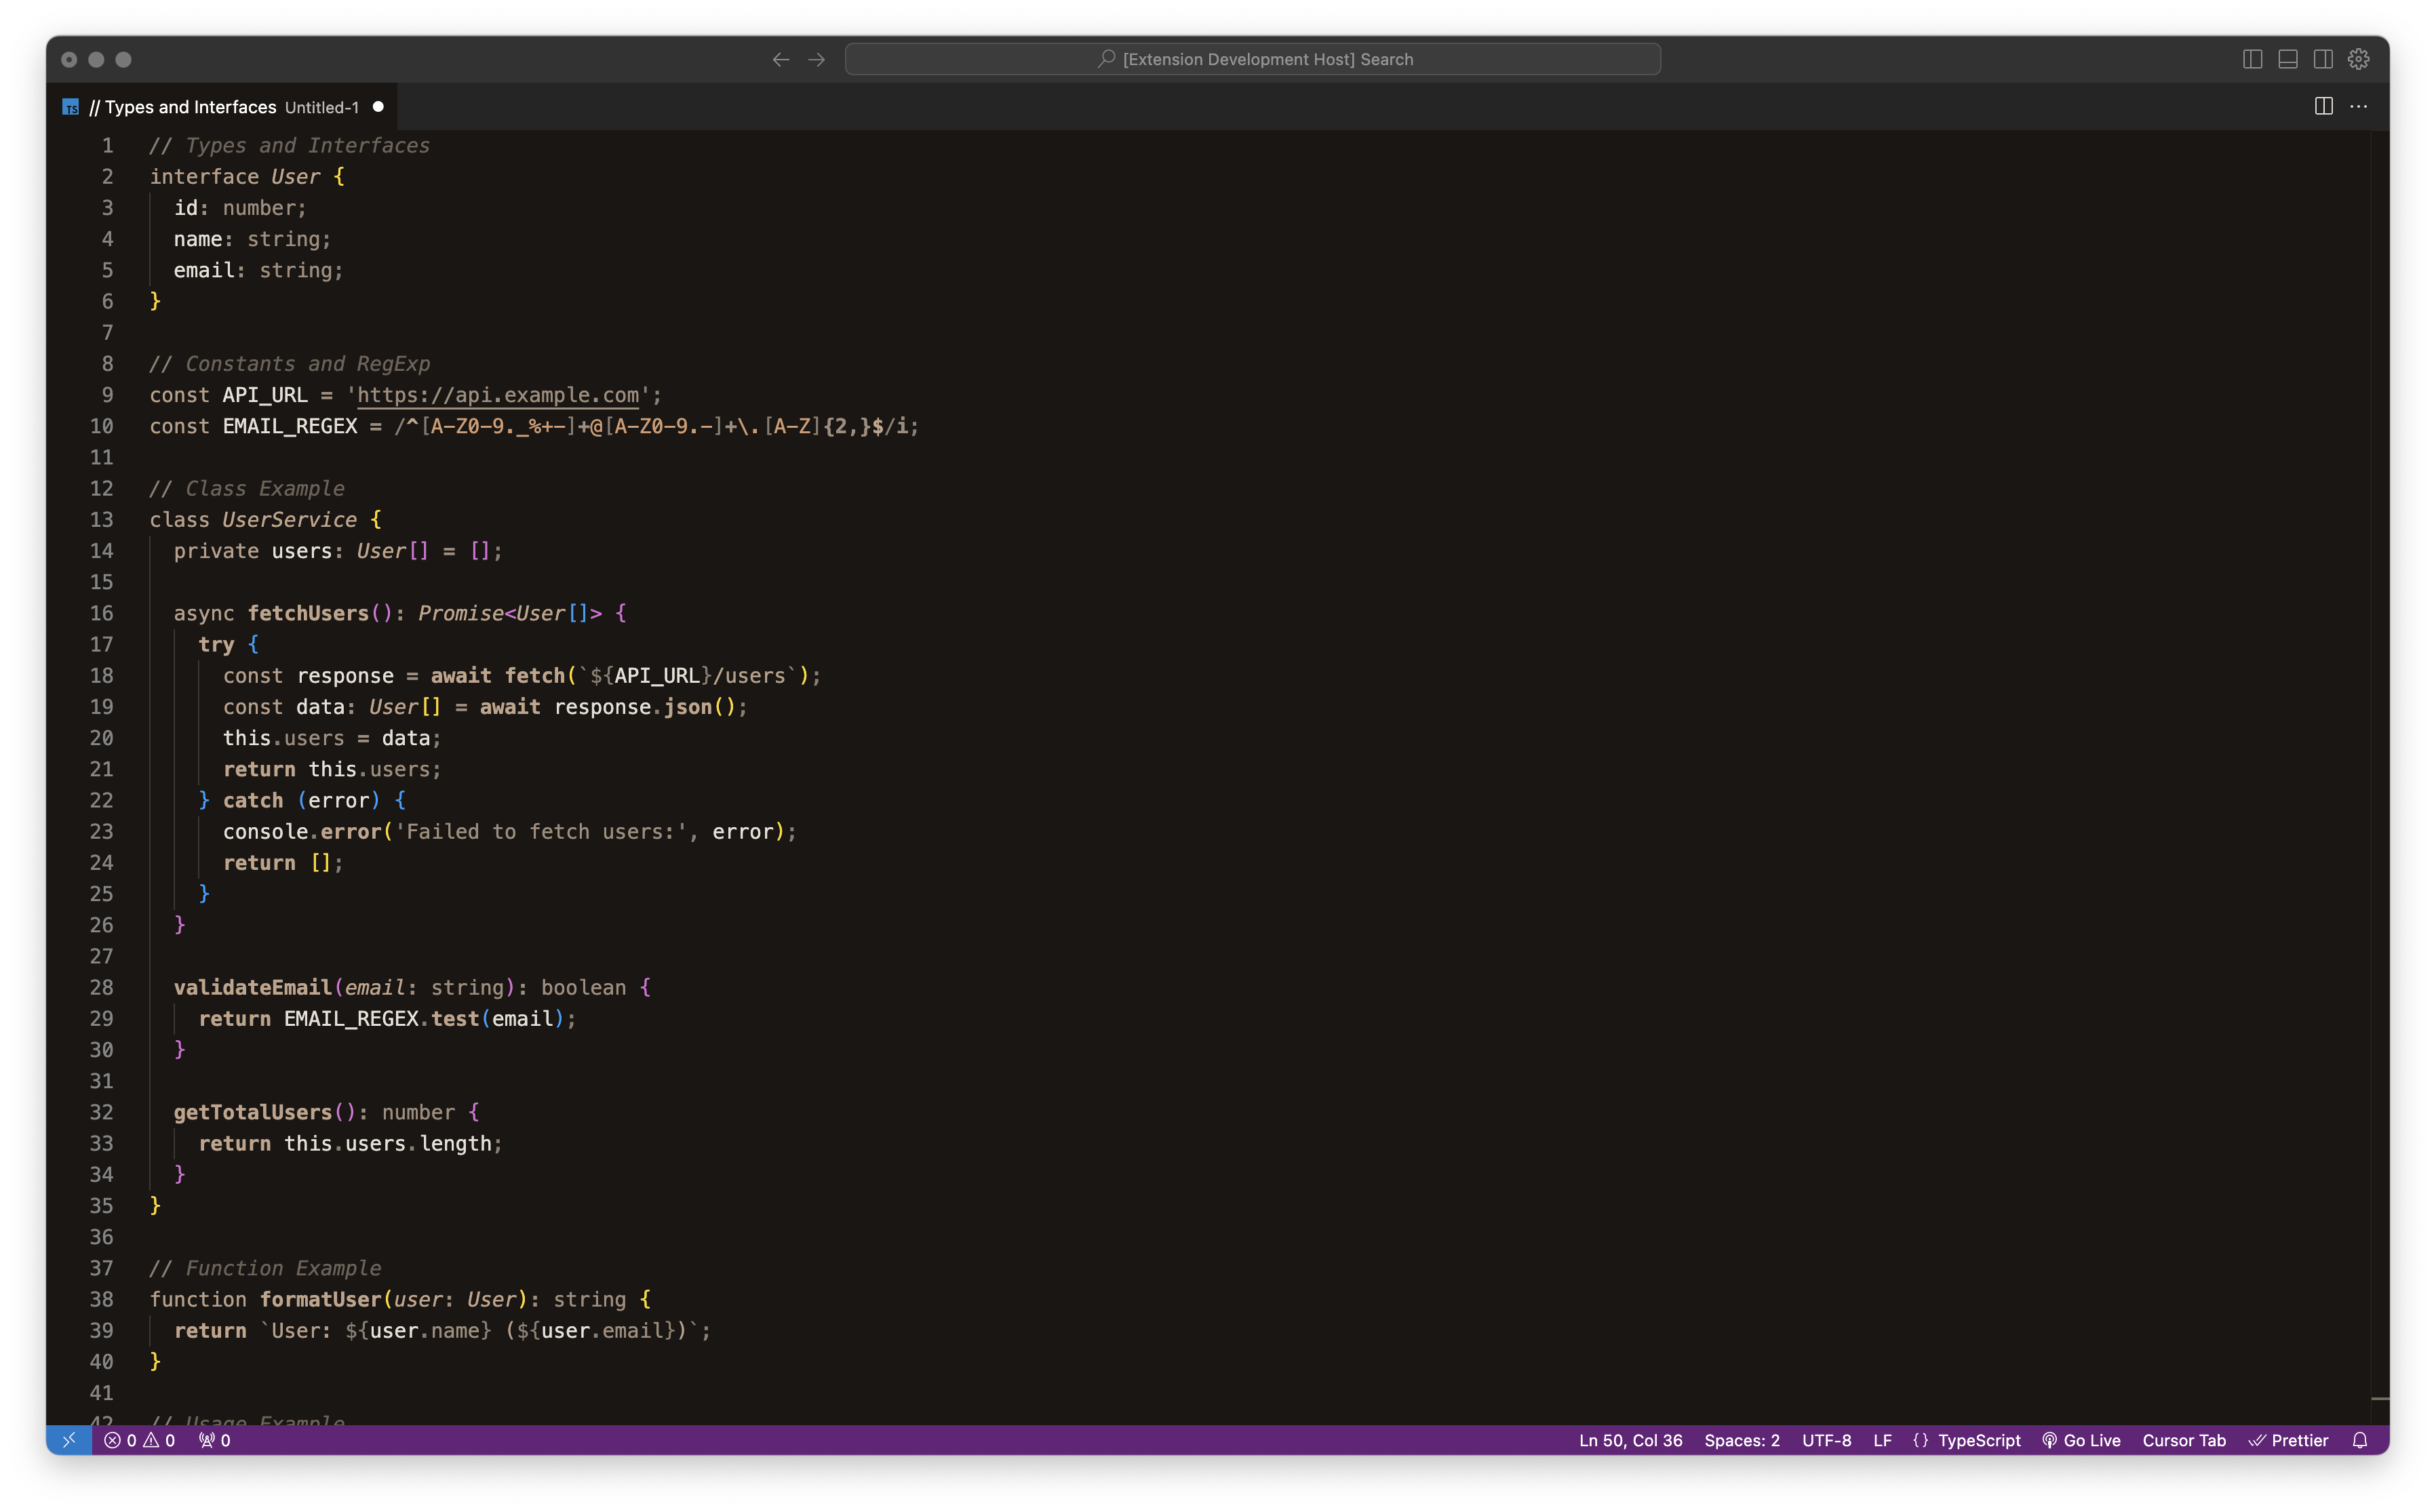 [Extension Development Host] Search
TS // Types and Interfaces Untitled-1
1 // Types and Interfaces
2 interface User {
3   id: number;
4   name: string;
5   email: string;
6 }
7
8 // Constants and RegExp
9 const API_URL = 'https://api.example.com';
10 const EMAIL_REGEX = /^[A-Z0-9._%+-]+@[A-Z0-9.-]+\.[A-Z]{2,}$/i;
11
12 // Class Example
13 class UserService {
14   private users: User[] = [];
15
16   async fetchUsers(): Promise<User[]> {
17     try {
18       const response = await fetch(`${API_URL}/users`);
19       const data: User[] = await response.json();
20       this.users = data;
21       return this.users;
22     } catch (error) {
23       console.error('Failed to fetch users:', error);
24       return [];
25     }
26   }
27
28   validateEmail(email: string): boolean {
29     return EMAIL_REGEX.test(email);
30   }
31
32   getTotalUsers(): number {
33     return this.users.length;
34   }
35 }
36
37 // Function Example
38 function formatUser(user: User): string {
39   return `User: ${user.name} (${user.email})`;
40 }
41
42 // Usage Example
0 0 0 Ln 50, Col 36 Spaces: 2 UTF-8 LF {} TypeScript Go Live Cursor Tab Prettier